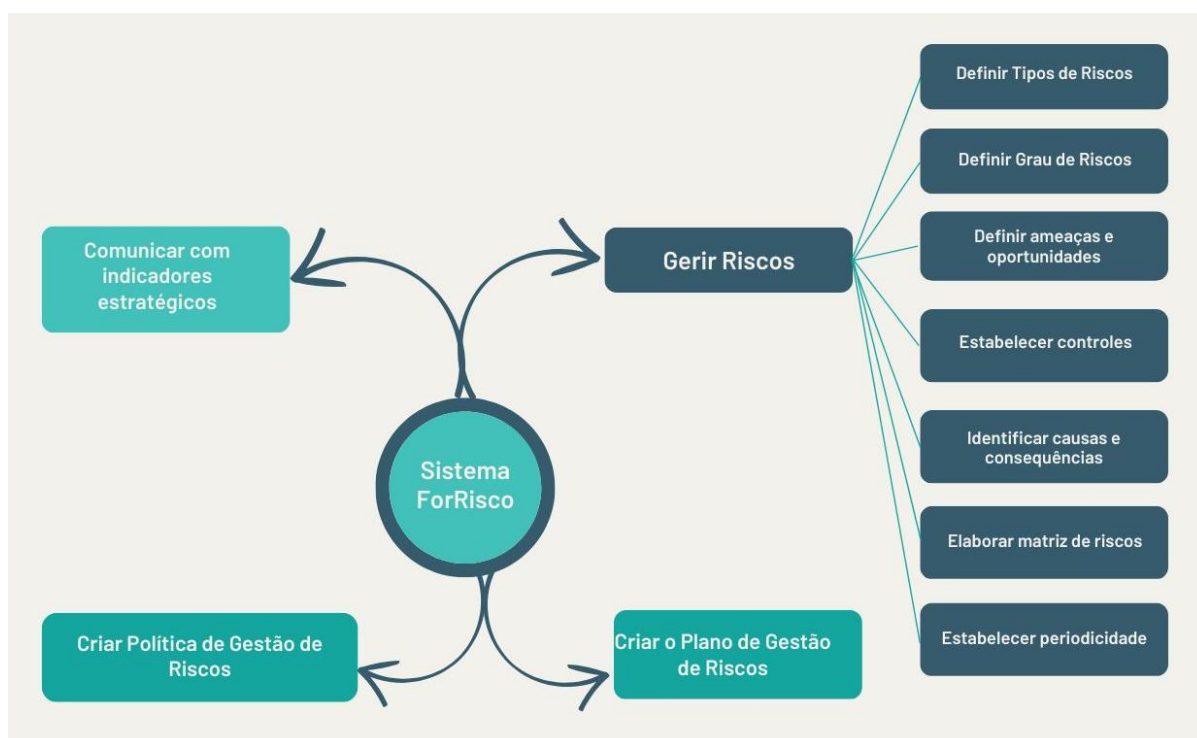 Definir Tipos de Riscos
Definir Grau de Riscos
Definir ameaças e
oportunidades
Comunicar com
indicadores
estratégicos
Gerir Riscos
Estabelecer controles
Identificar causas e
consequências
Sistema
ForRisco
Elaborar matriz de riscos
Criar Política de Gestão de
Riscos
Criar o Plano de Gestão
de Riscos
Estabelecer periodicidade